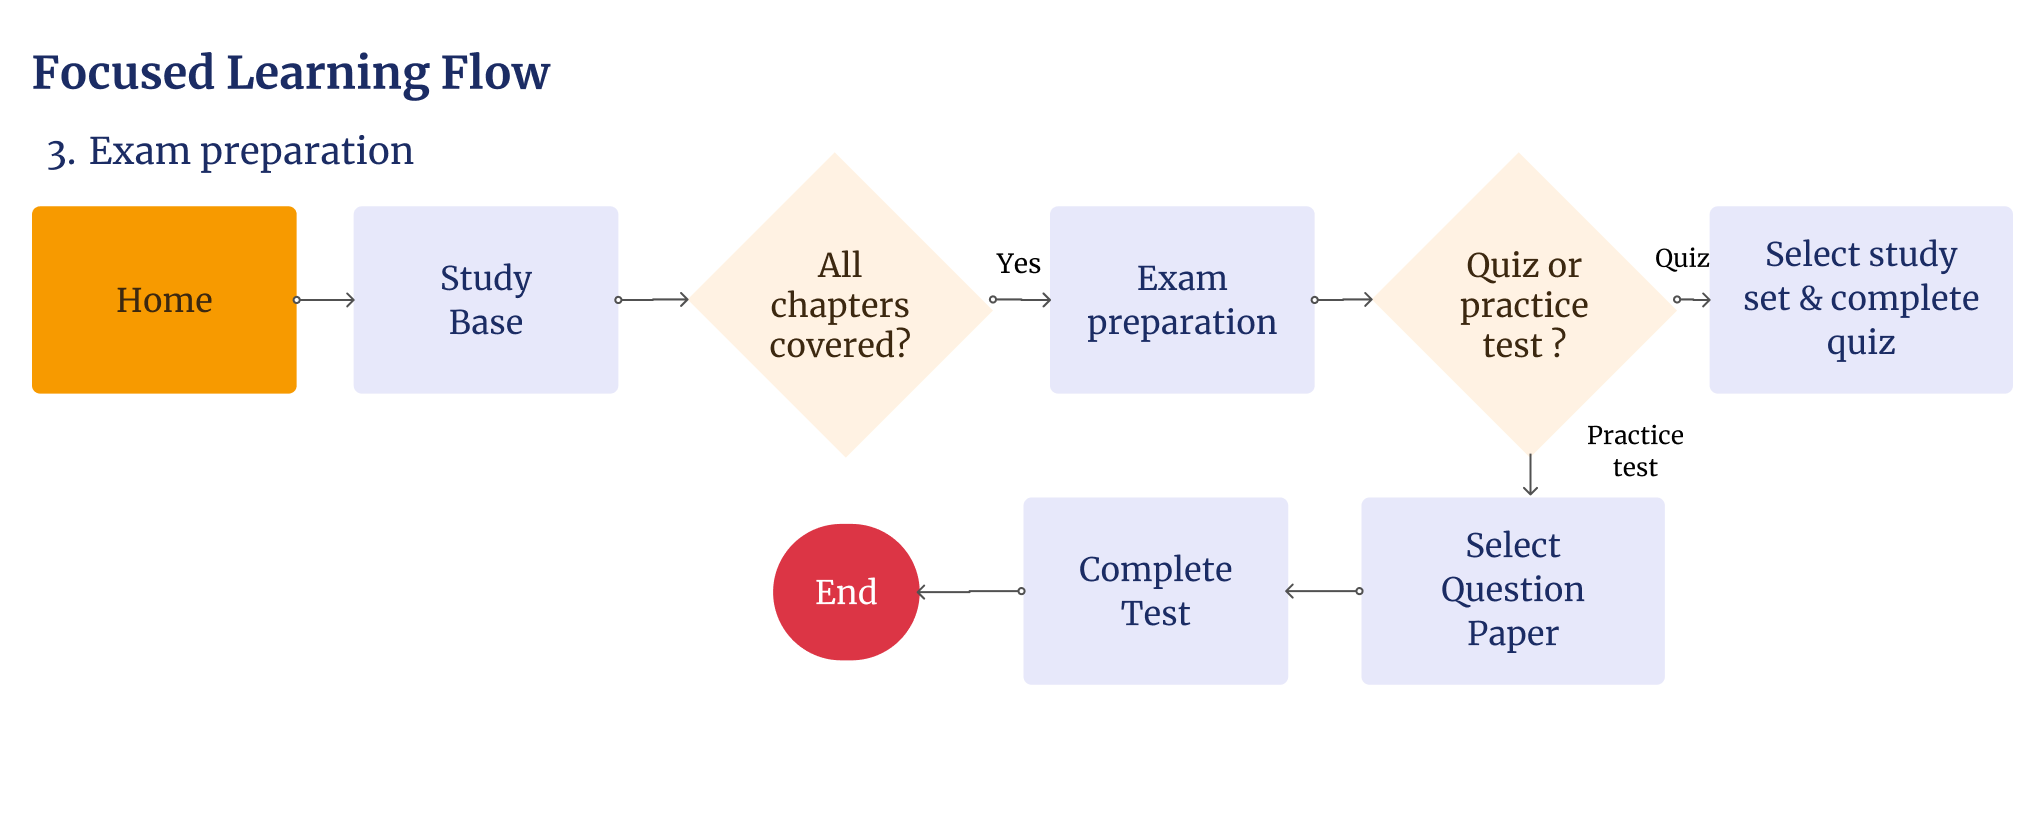 Focused Learning Flow
3. Exam preparation
Home
Study
Base
All
chapters
covered?
Yes
Exam
preparation
Quiz or
practice
test ?
Quiz
Select study
set & complete
quiz
Practice
test
Select
Question
Paper
Complete
Test
End